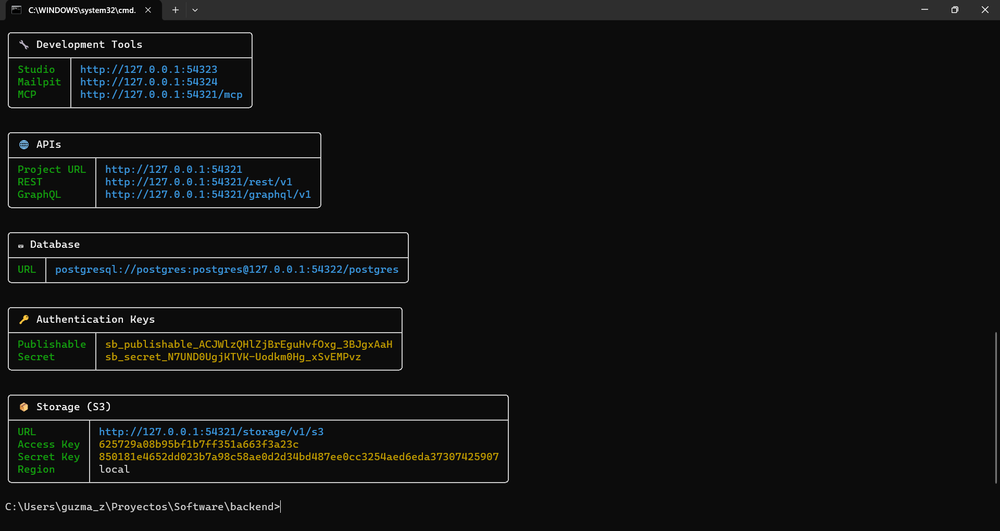 C:\WINDOWS\system32\cmd.
Development Tools
Studio http://127.0.0.1:54323
Mailpit http://127.0.0.1:54324
MCP http://127.0.0.1:54321/mcp
APIs
Project URL http://127.0.0.1:54321
REST http://127.0.0.1:54321/rest/v1
GraphQL http://127.0.0.1:54321/graphql/v1
Database
URL postgresql://postgres:postgres@127.0.0.1:54322/postgres
Authentication Keys
Publishable sb_publishable_ACJWlzQHlZjBrEguHvfOxg_3BJgxAaH
Secret sb_secret_N7UND0UgjKTVK-Uodkm0Hg_xSvEMPvz
Storage (S3)
URL http://127.0.0.1:54321/storage/v1/s3
Access Key 625729a08b95bf1b7ff351a663f3a23c
Secret Key 850181e4652dd023b7a98c58ae0d2d34bd487ee0cc3254aed6eda37307425907
Region local
C:\Users\guzma_z\Proyectos\Software\backend>